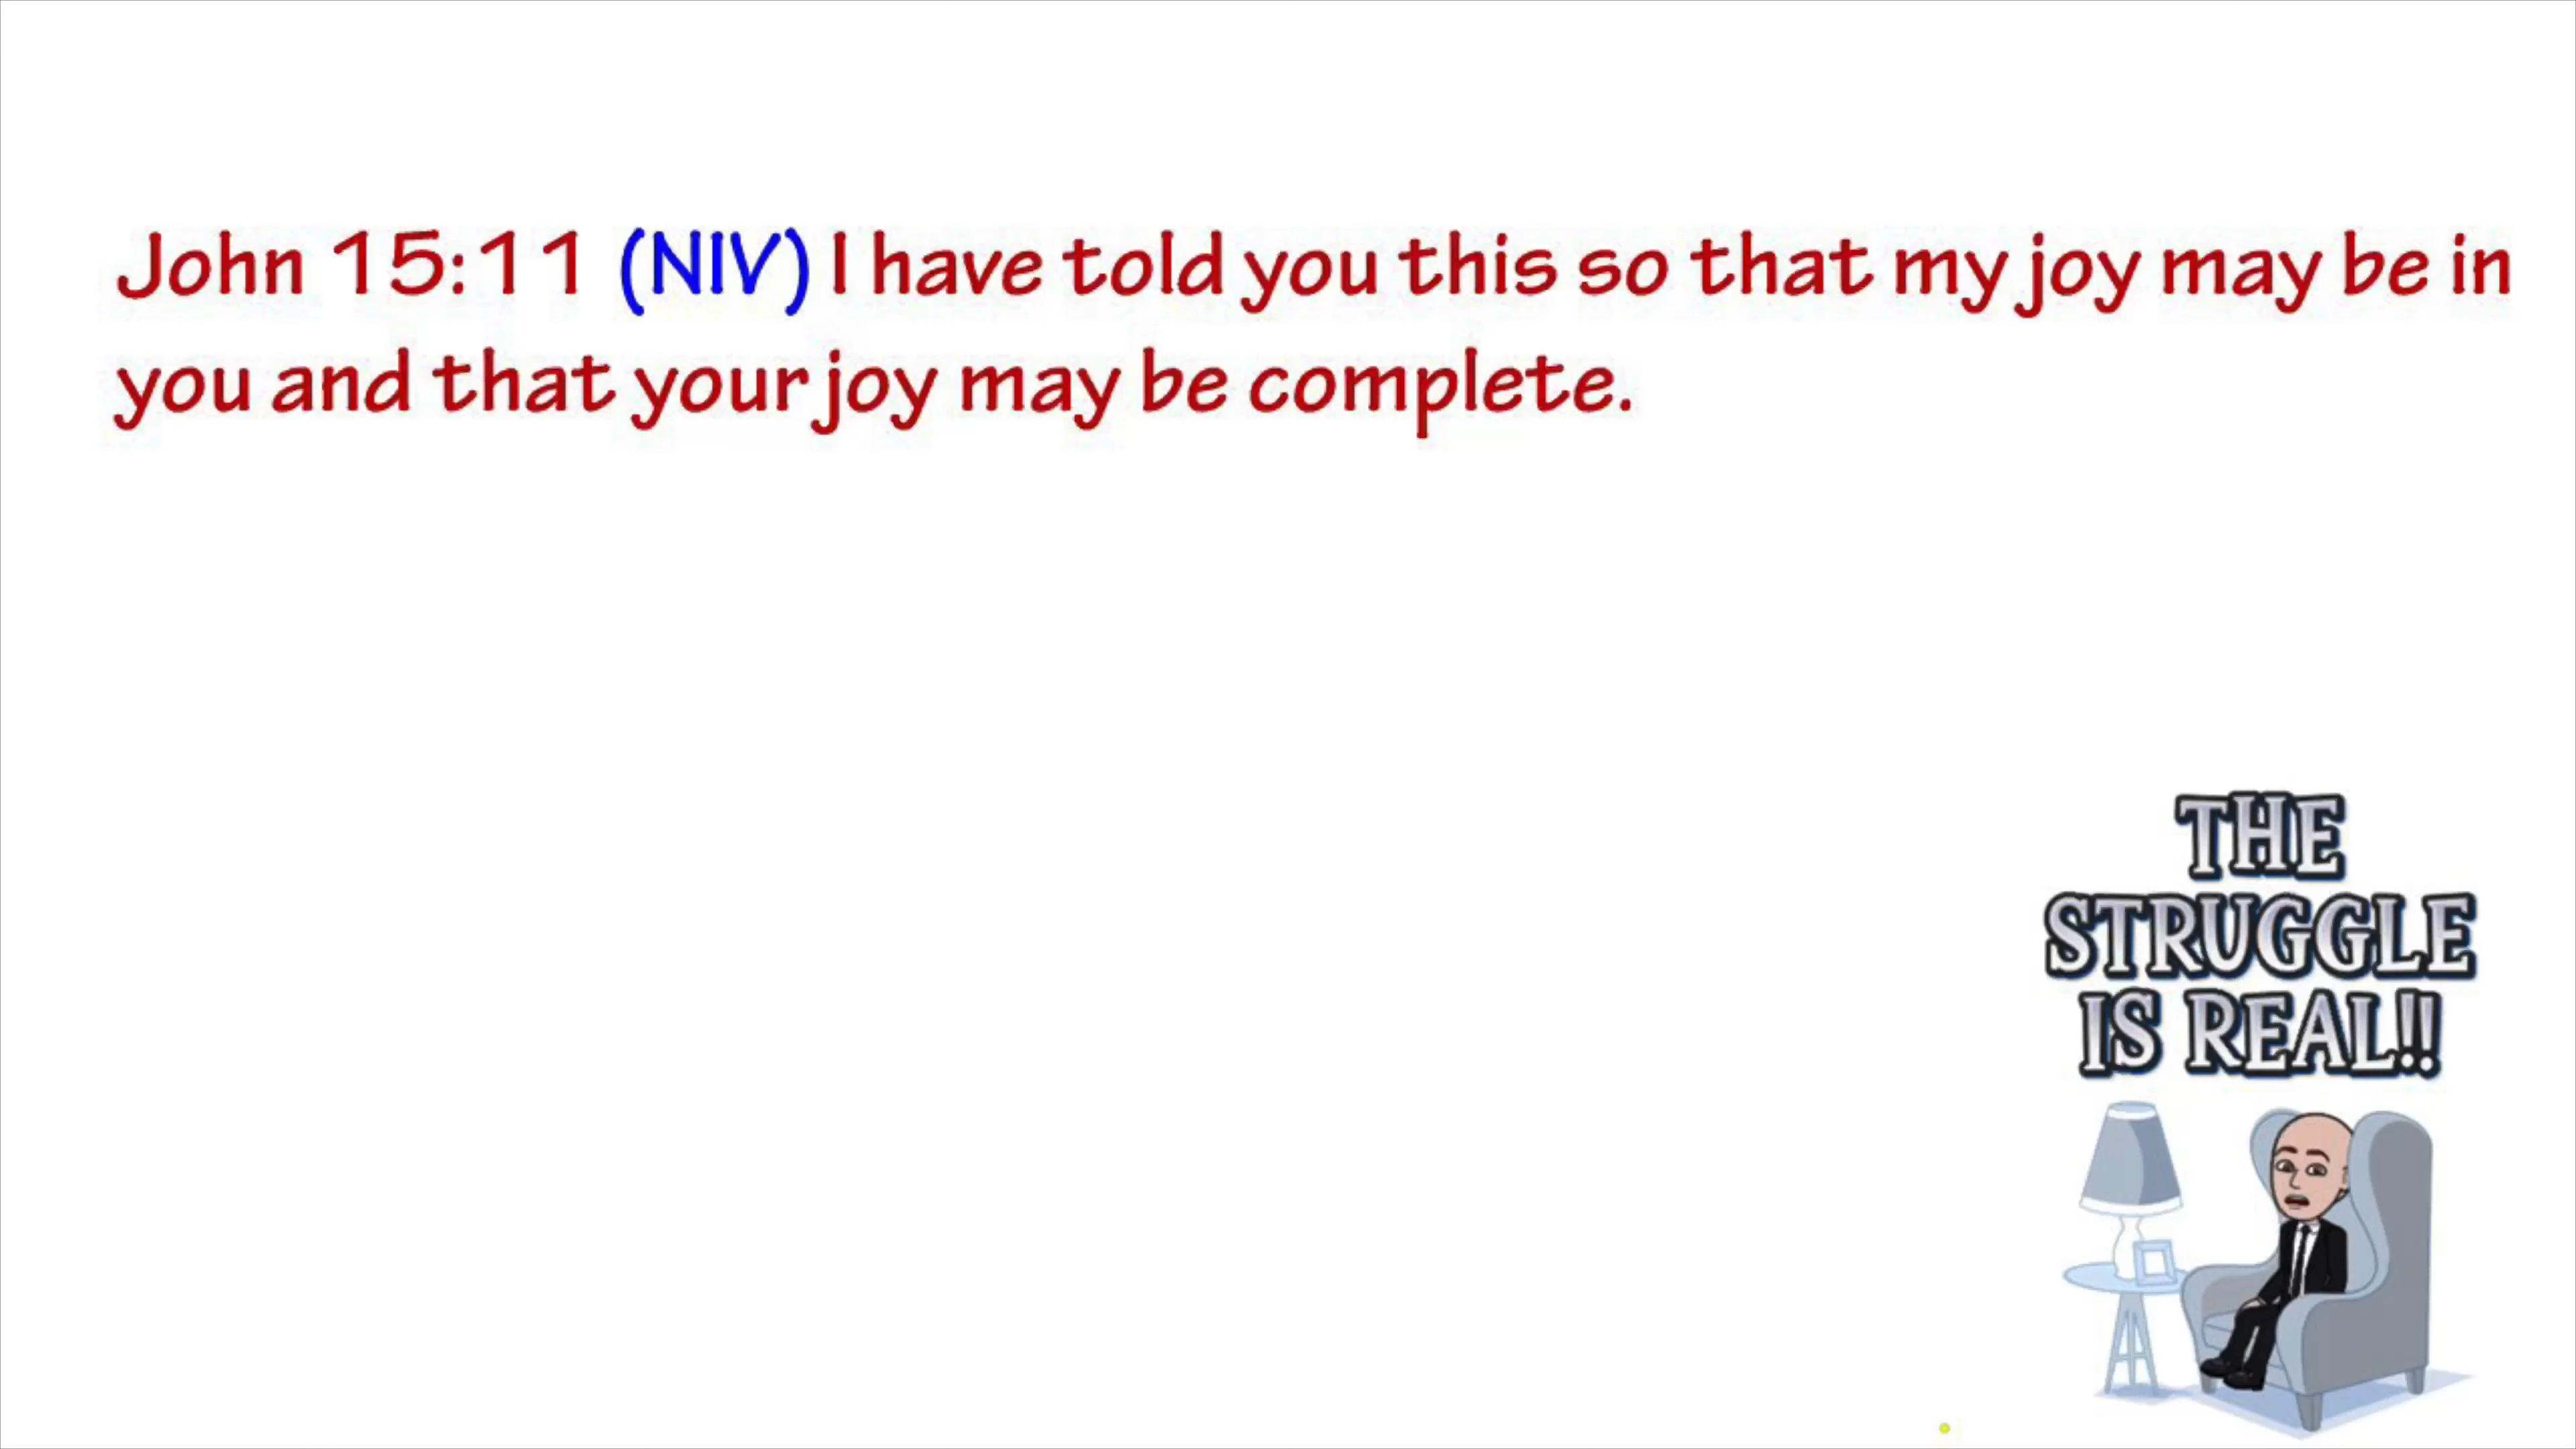 John 15:11 (NIV) I have told you this so that my joy may be in
you and that your joy may be complete.
THE
STRUGGLE
IS REAL!!